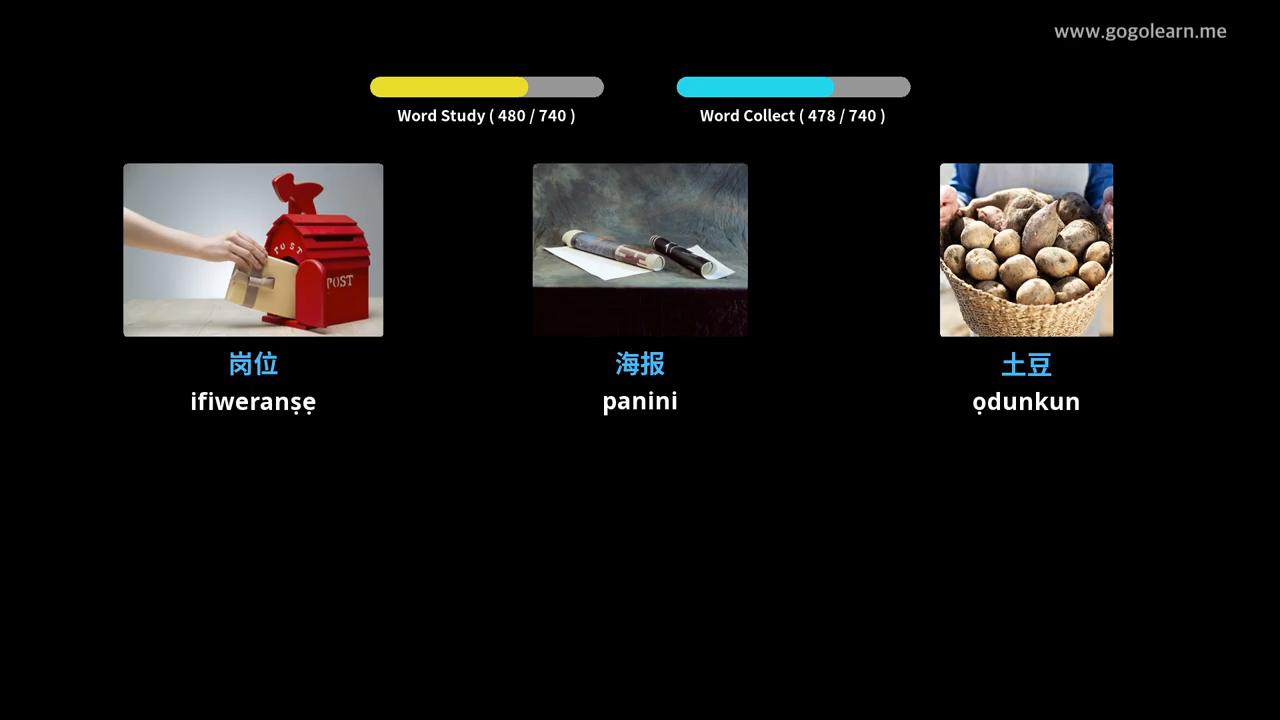 www.gogolearn.me
Word Study ( 480 / 740 )
Word Collect ( 478 / 740 )
POST
POST
岗位
海报
土豆
ifiweranṣẹ
panini
ọdunkun